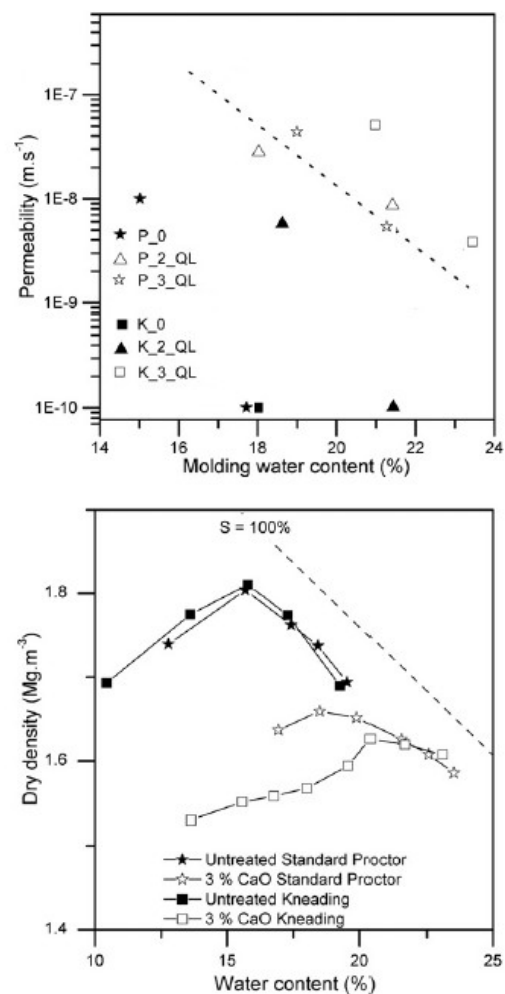 1E-7
1E-8
1E-9
1E-10
Permeability (m.s⁻¹)
P_0
P_2_QL
P_3_QL
K_0
K_2_QL
K_3_QL
14 16 18 20 22 24
Molding water content (%)
S = 100%
1.8
1.6
1.4
Dry density (Mg.m⁻³)
Untreated Standard Proctor
3 % CaO Standard Proctor
Untreated Kneading
3 % CaO Kneading
10 15 20 25
Water content (%)